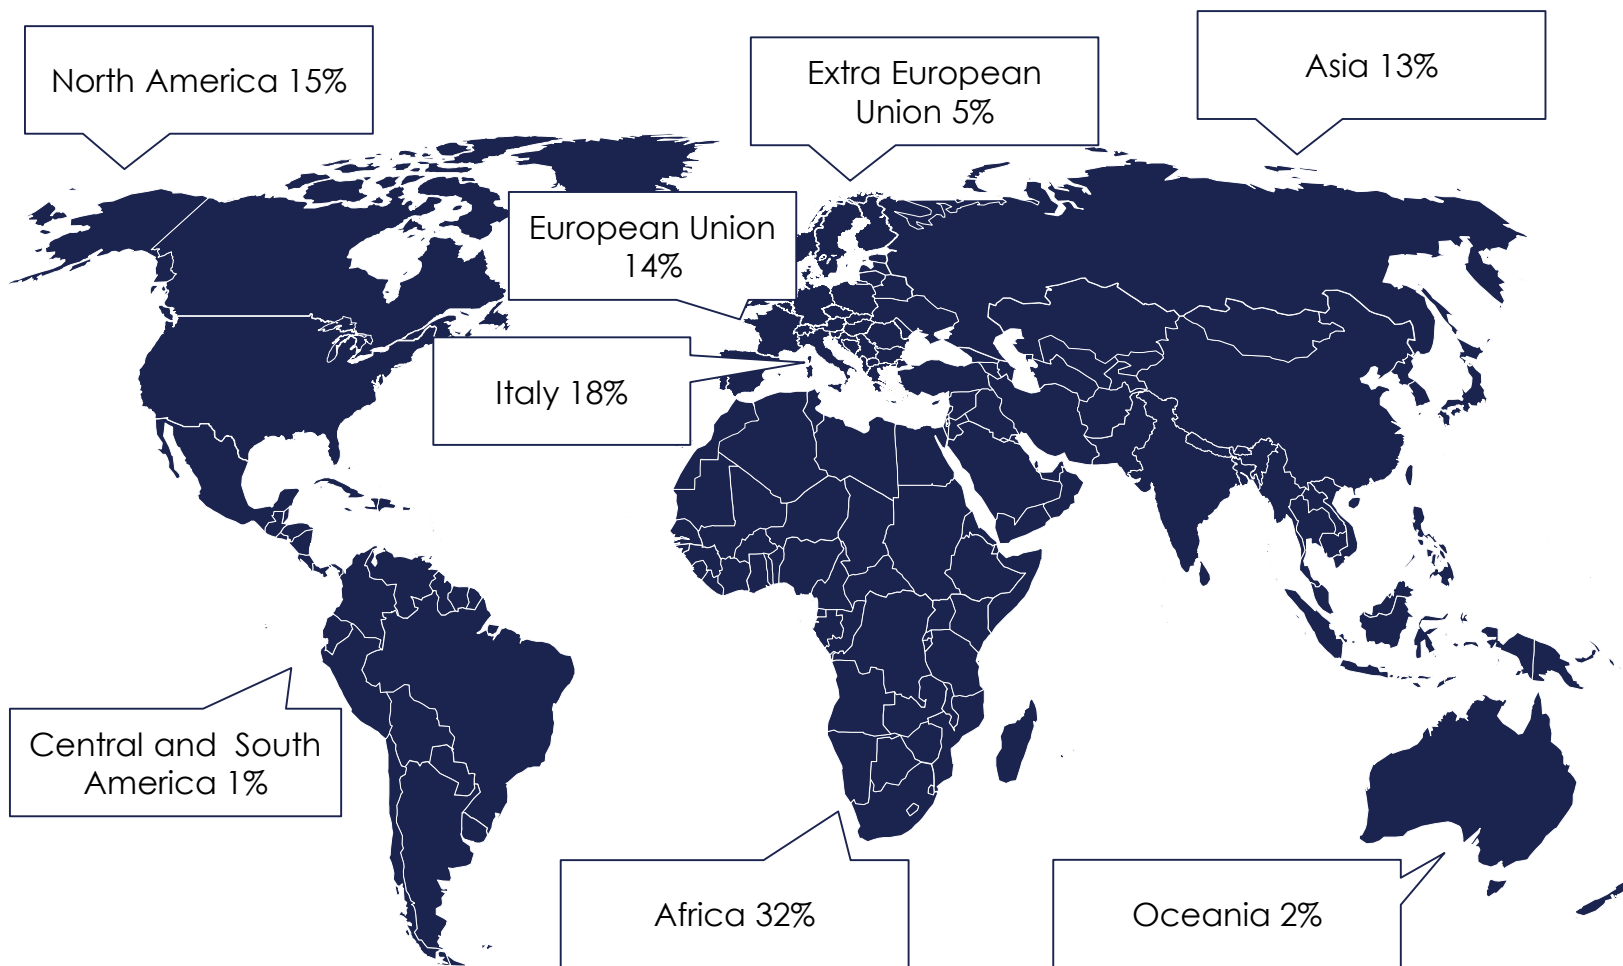 North America 15%
Extra European
Union 5%
Asia 13%
European Union
14%
Italy 18%
Central and  South
America 1%
Africa 32%
Oceania 2%